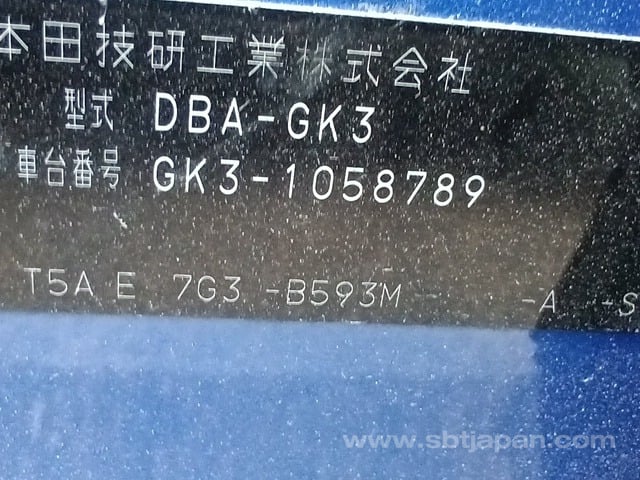 本田技研工業株式会社
型式 DBA-GK3
車台番号 GK3-1058789
T5A E 7G3 -B593M -A -S
www.sbtjapan.com